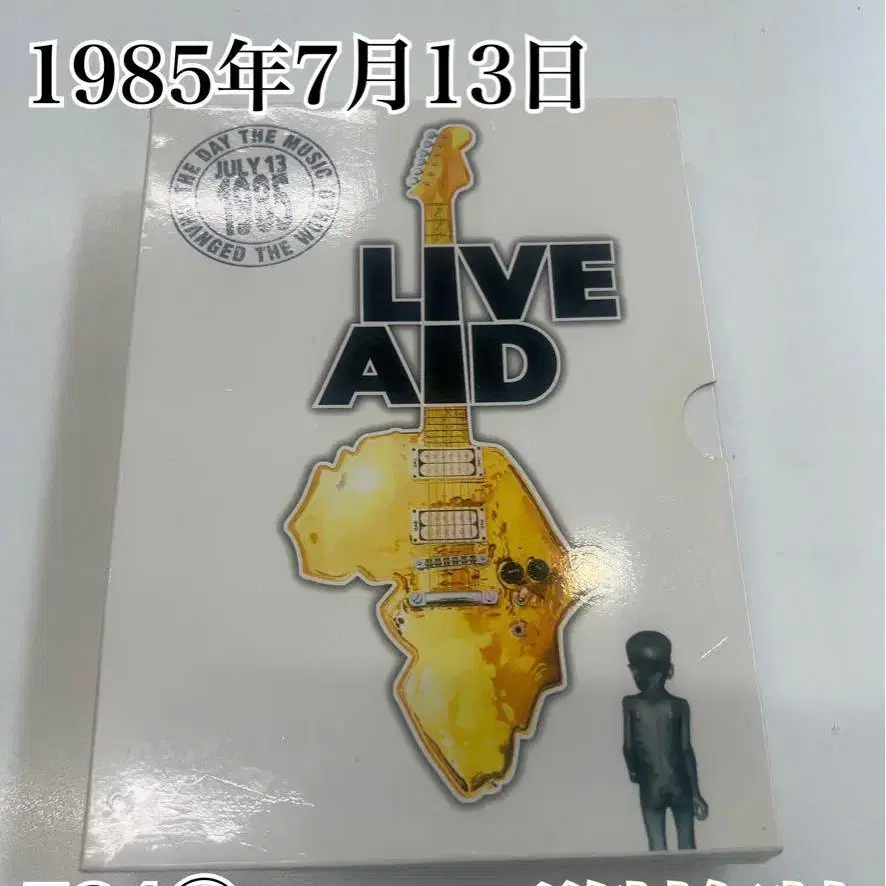 1985年7月13日
THE DAY THE MUSIC
JULY 13
1985
CHANGED THE WORLD
LIVE
AID